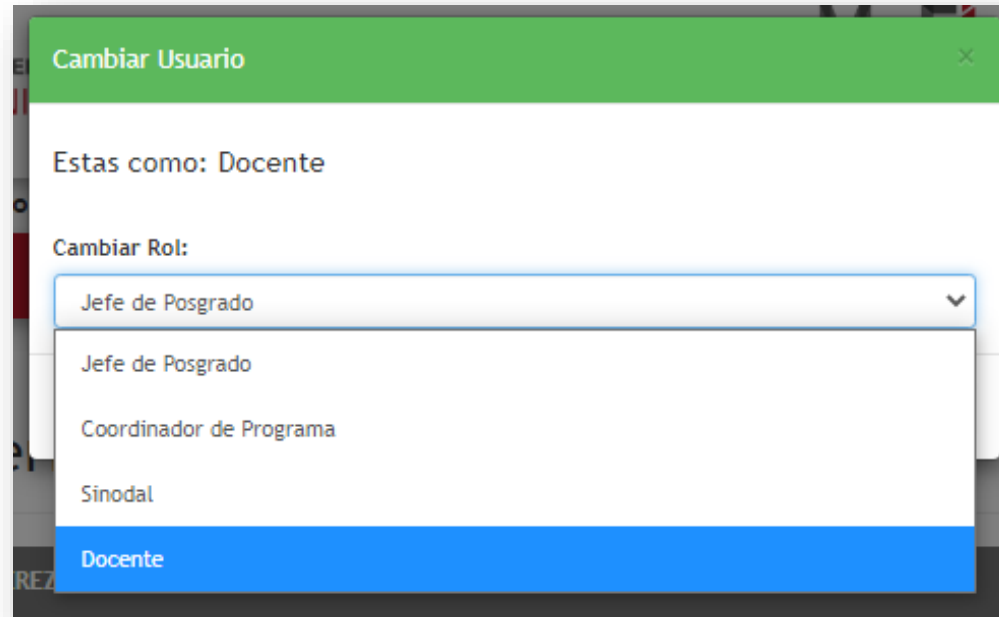 Cambiar Usuario
×
Estas como: Docente
Cambiar Rol:
Jefe de Posgrado
Jefe de Posgrado
Coordinador de Programa
Sinodal
Docente